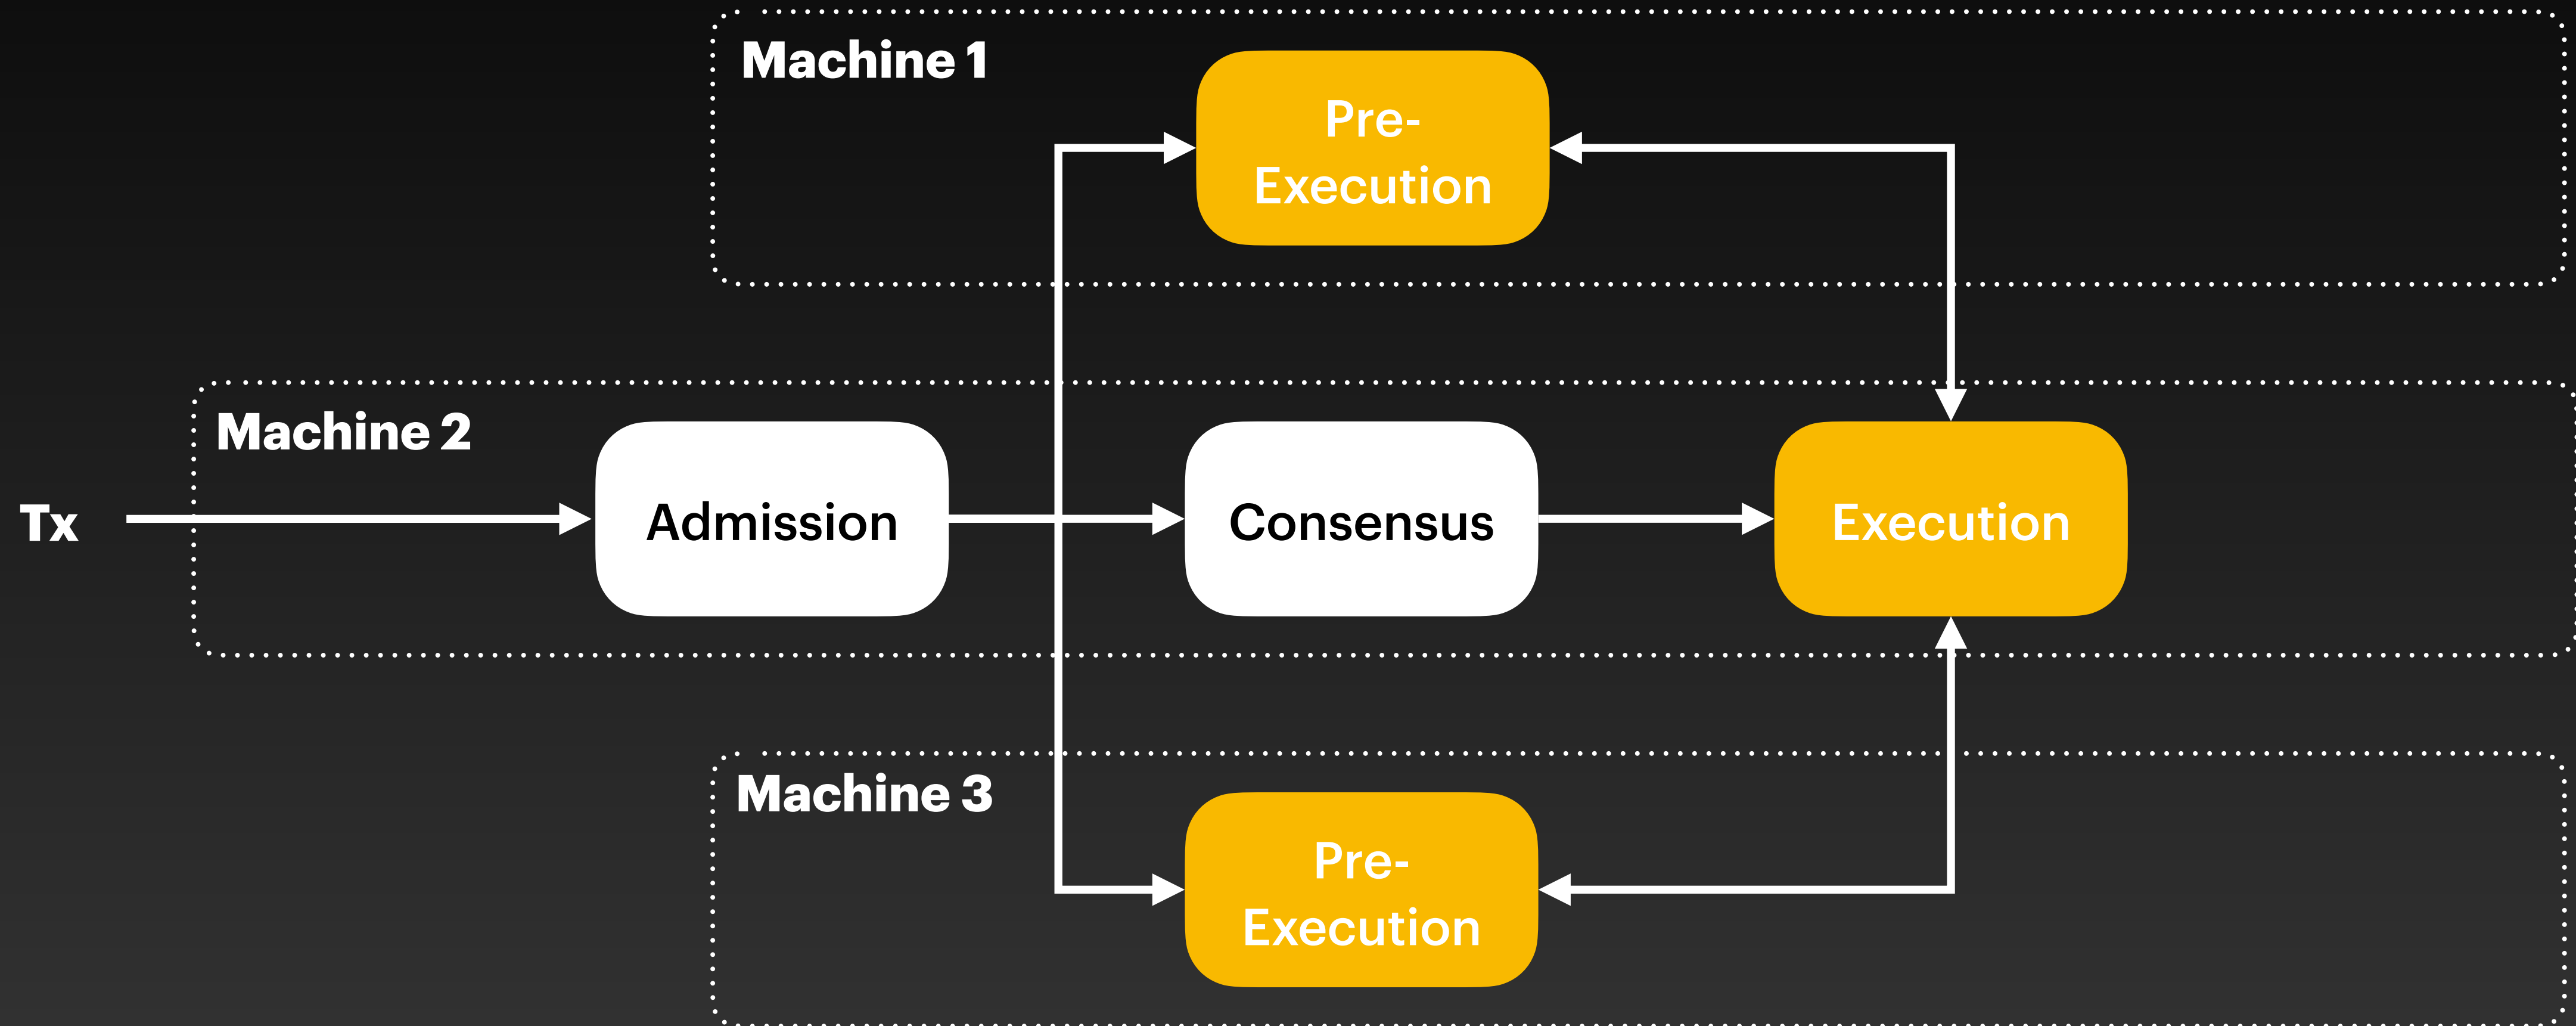 Machine 1
Pre-
Execution
Machine 2
Tx
Admission
Consensus
Execution
Machine 3
Pre-
Execution